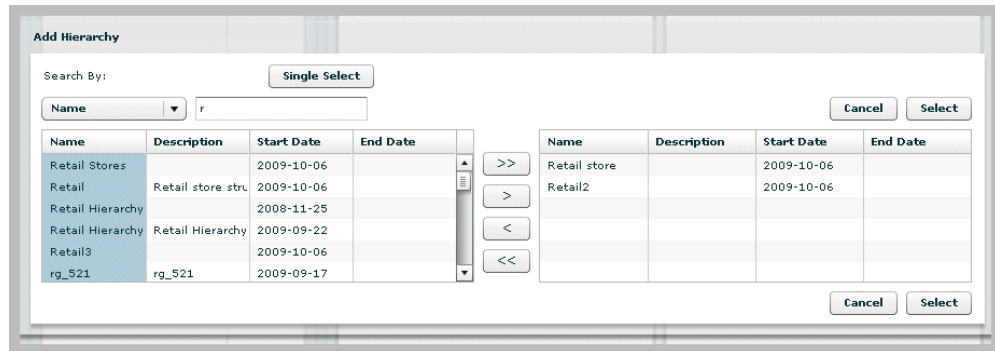 Add Hierarchy
Search By:
Single Select
Name
r
Cancel
Select
Name Description Start Date End Date
Retail Stores 2009-10-06
Retail Retail store stru 2009-10-06
Retail Hierarchy 2008-11-25
Retail Hierarchy Retail Hierarchy 2009-09-22
Retail3 2009-10-06
rg_521 rg_521 2009-09-17
>>
>
<
<<
Name Description Start Date End Date
Retail store 2009-10-06
Retail2 2009-10-06
Cancel
Select